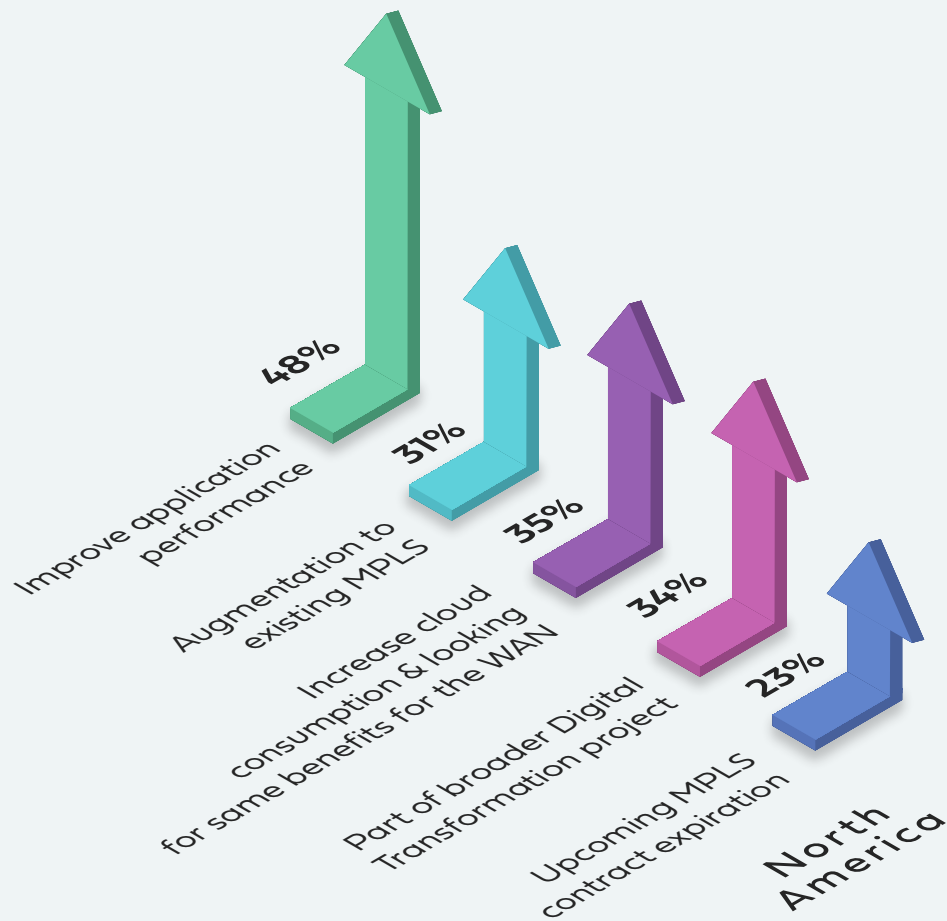 48%
Improve application
performance
31%
Augmentation to
existing MPLS
35%
Increase cloud
consumption & looking
for same benefits for the WAN
34%
Part of broader Digital
Transformation project
23%
Upcoming MPLS
contract expiration
North
America